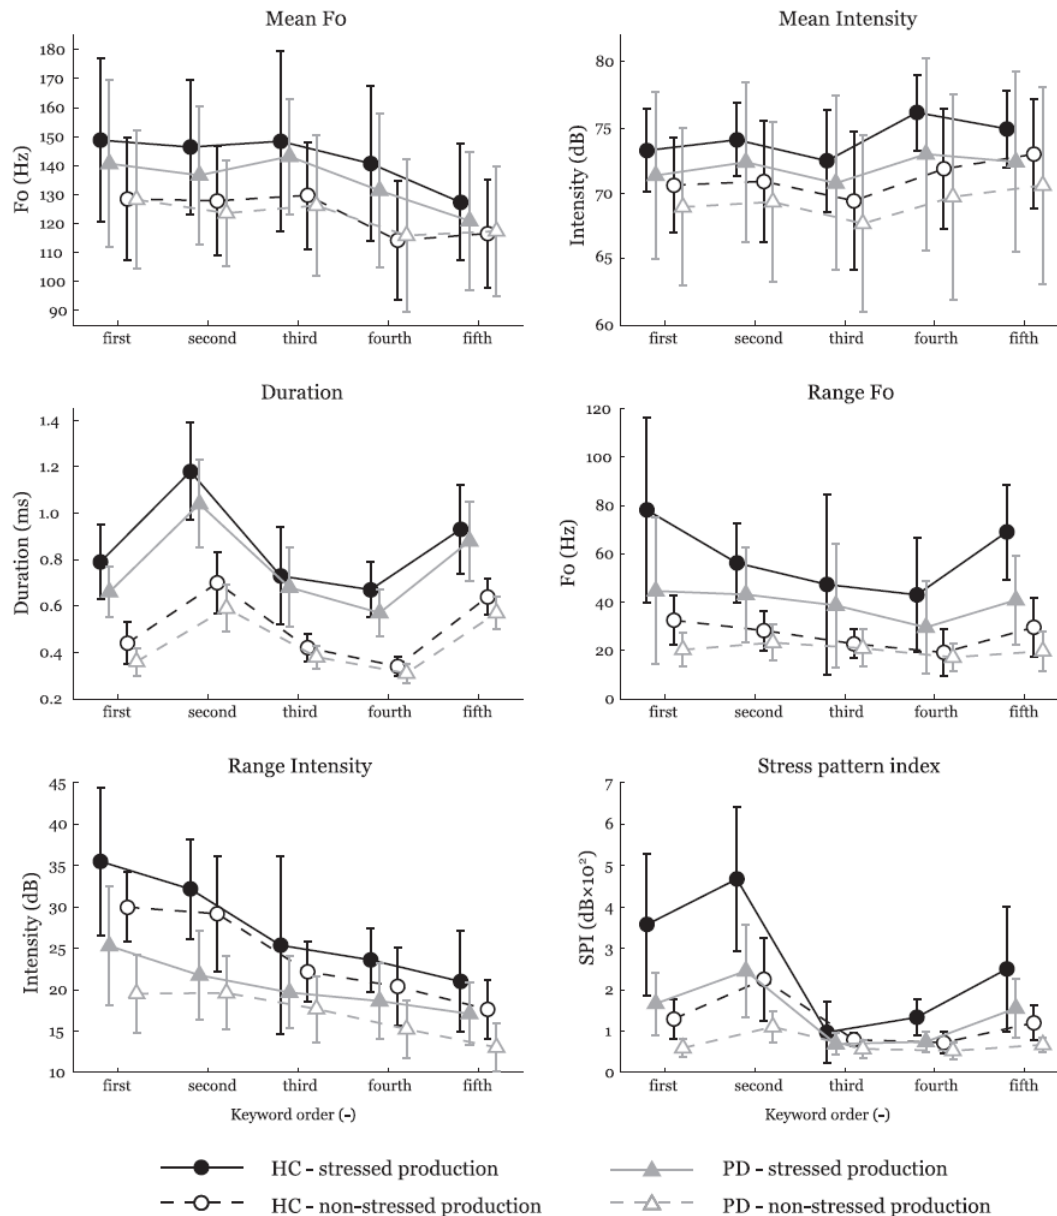 Mean Fo
Fo (Hz)
180
170
160
150
140
130
120
110
100
90
first second third fourth fifth
Mean Intensity
Intensity (dB)
80
75
70
65
60
first second third fourth fifth
Duration
Duration (ms)
1.4
1.2
1.0
0.8
0.6
0.4
0.2
first second third fourth fifth
Range Fo
Fo (Hz)
120
100
80
60
40
20
0
first second third fourth fifth
Range Intensity
Intensity (dB)
45
40
35
30
25
20
15
10
first second third fourth fifth
Keyword order (-)
Stress pattern index
SPI (dB×10²)
7
6
5
4
3
2
1
0
first second third fourth fifth
Keyword order (-)
HC - stressed production
PD - stressed production
HC - non-stressed production
PD - non-stressed production